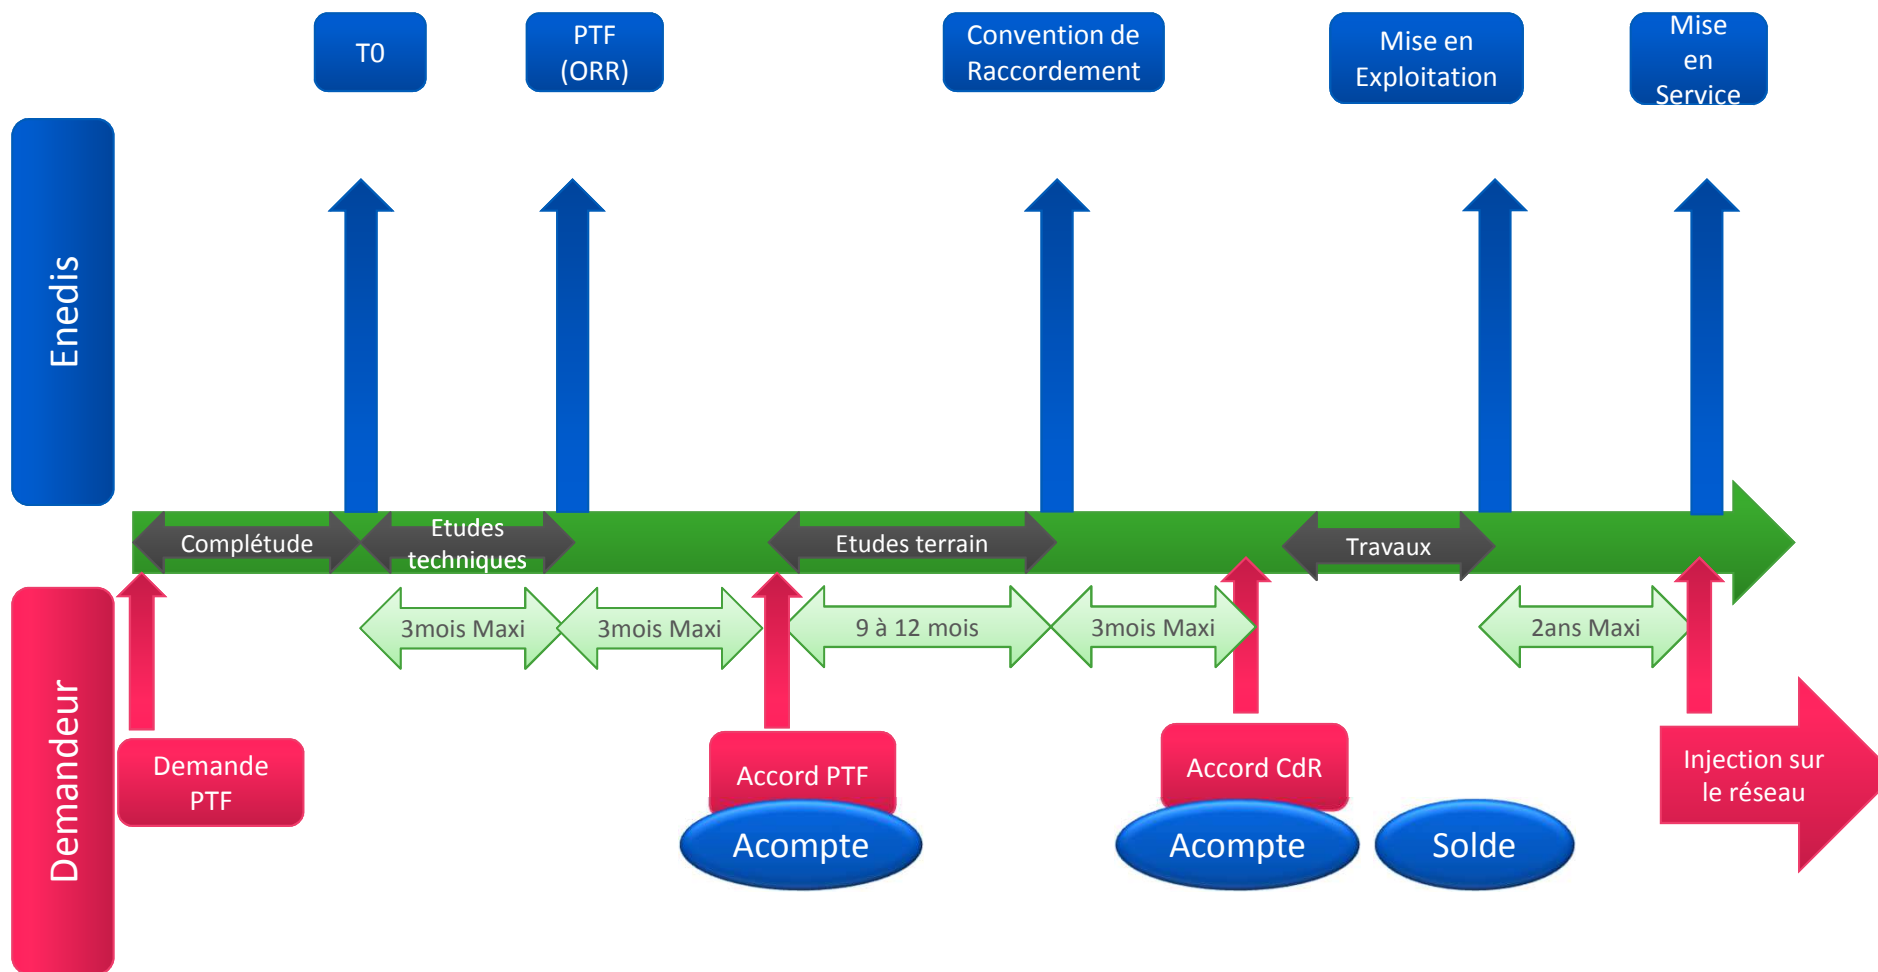 T0
PTF
(ORR)
Convention de
Raccordement
Mise en
Exploitation
Mise
en
Service
Enedis
Complétude
Etudes
techniques
Etudes terrain
Travaux
3mois Maxi
3mois Maxi
9 à 12 mois
3mois Maxi
2ans Maxi
Demandeur
Demande
PTF
Accord PTF
Acompte
Accord CdR
Acompte
Solde
Injection sur
le réseau